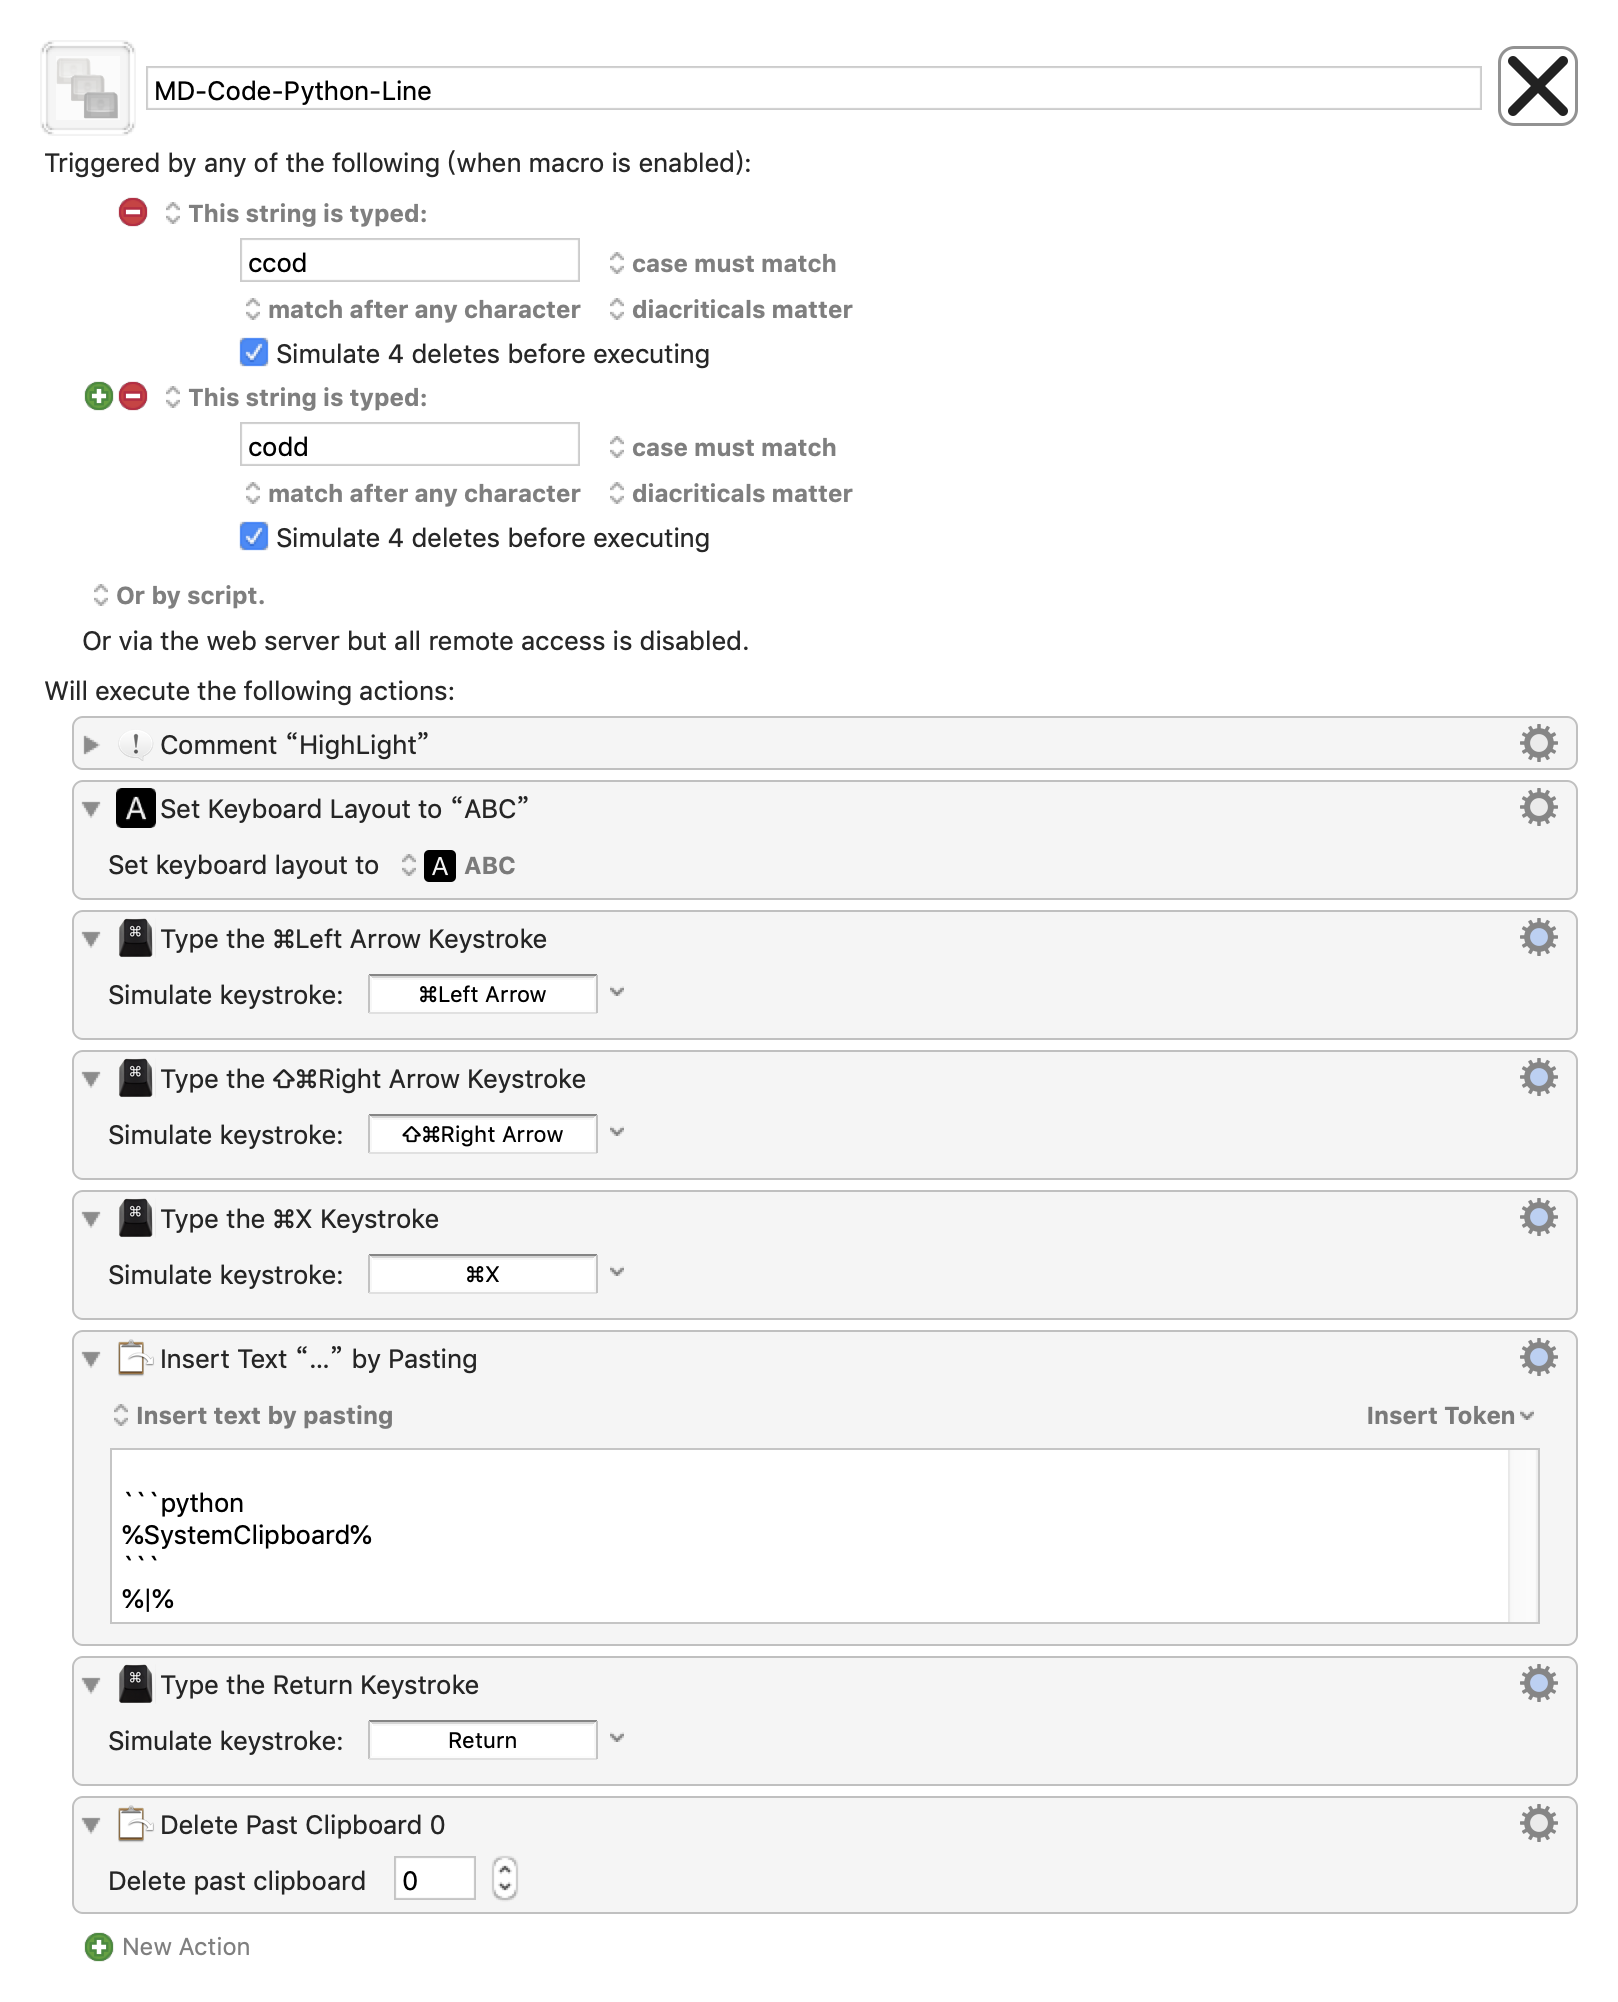 MD-Code-Python-Line
Triggered by any of the following (when macro is enabled):
This string is typed:
ccod
case must match
match after any character
diacriticals matter
Simulate 4 deletes before executing
This string is typed:
codd
case must match
match after any character
diacriticals matter
Simulate 4 deletes before executing
Or by script.
Or via the web server but all remote access is disabled.
Will execute the following actions:
Comment “HighLight”
A Set Keyboard Layout to “ABC”
Set keyboard layout to A ABC
Type the ⌘Left Arrow Keystroke
Simulate keystroke: ⌘Left Arrow
Type the ⇧⌘Right Arrow Keystroke
Simulate keystroke: ⇧⌘Right Arrow
Type the ⌘X Keystroke
Simulate keystroke: ⌘X
Insert Text “...” by Pasting
Insert text by pasting
Insert Token
```python
%SystemClipboard%
```
%|%
Type the Return Keystroke
Simulate keystroke: Return
Delete Past Clipboard 0
Delete past clipboard 0
New Action